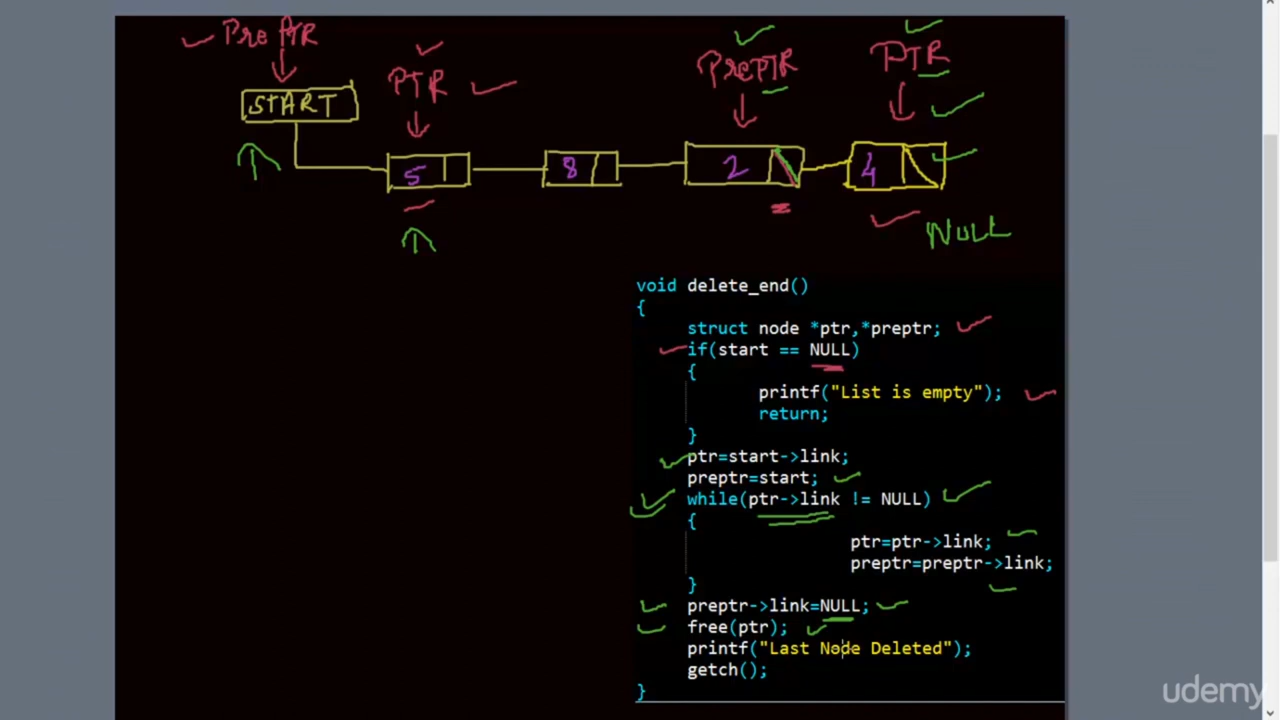 Pre PTR
PTR
PrePTR
PTR
START
5
8
2
4
NULL
void delete_end()
{
struct node *ptr,*preptr;
if(start == NULL)
{
printf("List is empty");
return;
}
ptr=start->link;
preptr=start;
while(ptr->link != NULL)
{
ptr=ptr->link;
preptr=preptr->link;
}
preptr->link=NULL;
free(ptr);
printf("Last Node Deleted");
getch();
}
udemy